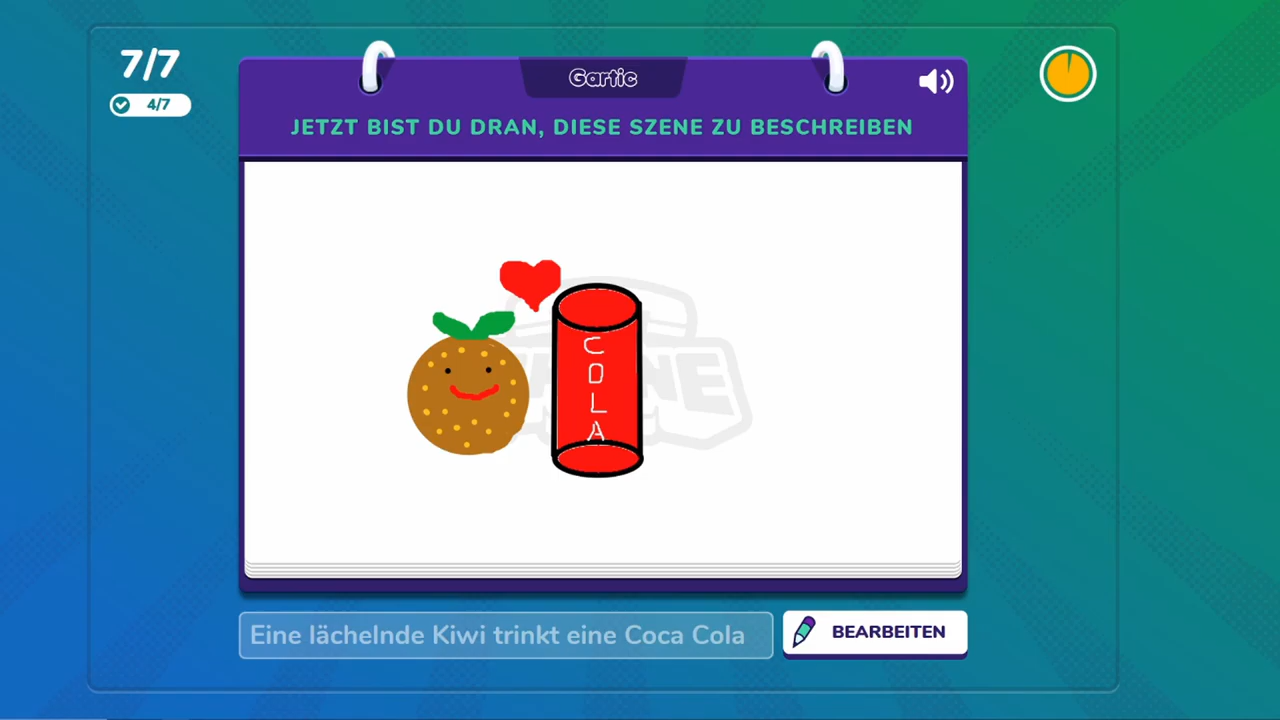 7/7
4/7
Gartic
JETZT BIST DU DRAN, DIESE SZENE ZU BESCHREIBEN
COLA
Eine lächelnde Kiwi trinkt eine Coca Cola
BEARBEITEN